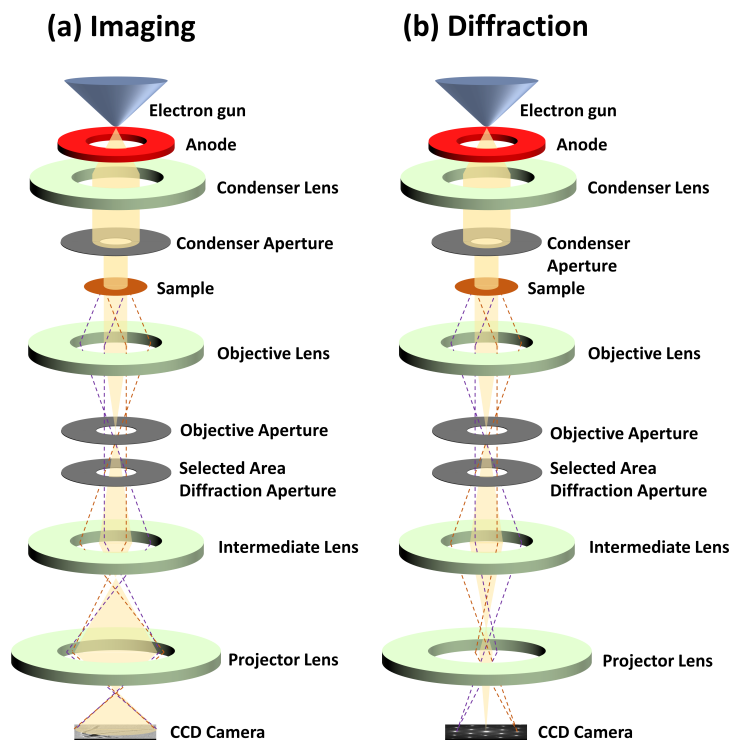 (a) Imaging
Electron gun
Anode
Condenser Lens
Condenser Aperture
Sample
Objective Lens
Objective Aperture
Selected Area
Diffraction Aperture
Intermediate Lens
Projector Lens
CCD Camera
(b) Diffraction
Electron gun
Anode
Condenser Lens
Condenser
Aperture
Sample
Objective Lens
Objective Aperture
Selected Area
Diffraction Aperture
Intermediate Lens
Projector Lens
CCD Camera